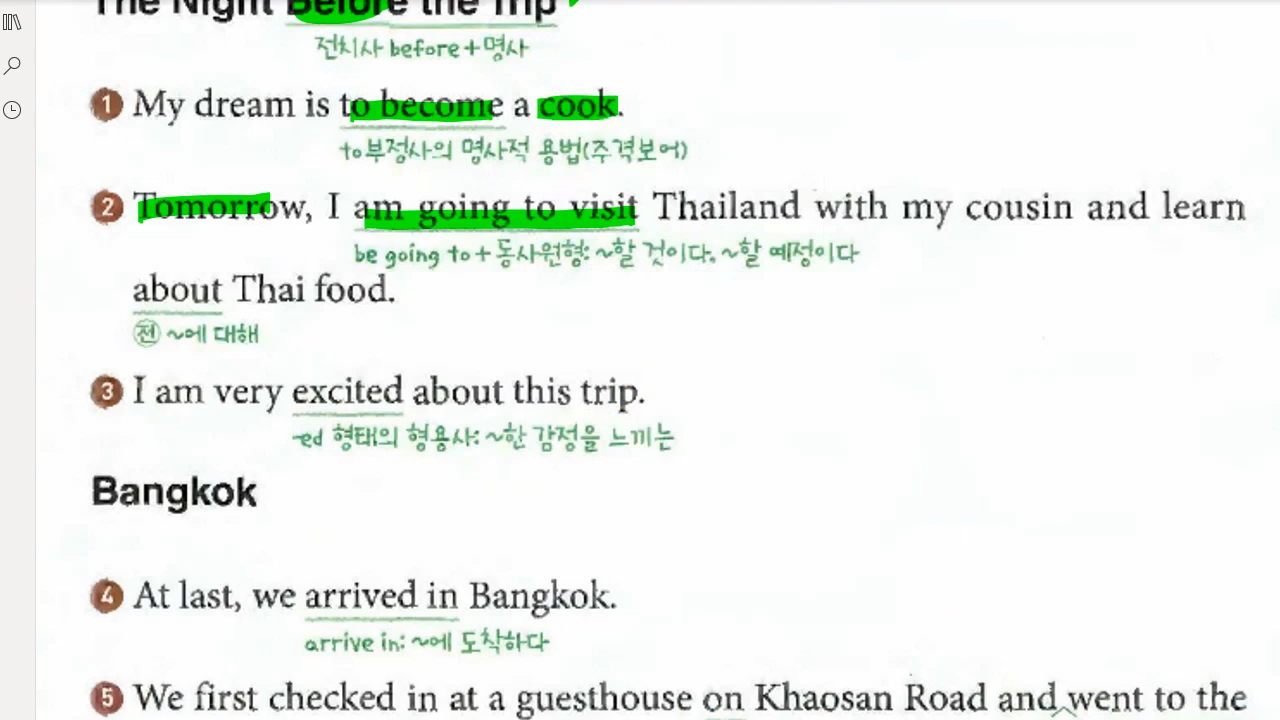 The Night Before the Trip
전치사 before + 명사
1 My dream is to become a cook.
to부정사의 명사적 용법(주격보어)
2 Tomorrow, I am going to visit Thailand with my cousin and learn
be going to + 동사원형: ~할 것이다, ~할 예정이다
about Thai food.
전 ~에 대해
3 I am very excited about this trip.
-ed 형태의 형용사: ~한 감정을 느끼는
Bangkok
4 At last, we arrived in Bangkok.
arrive in: ~에 도착하다
5 We first checked in at a guesthouse on Khaosan Road and went to the